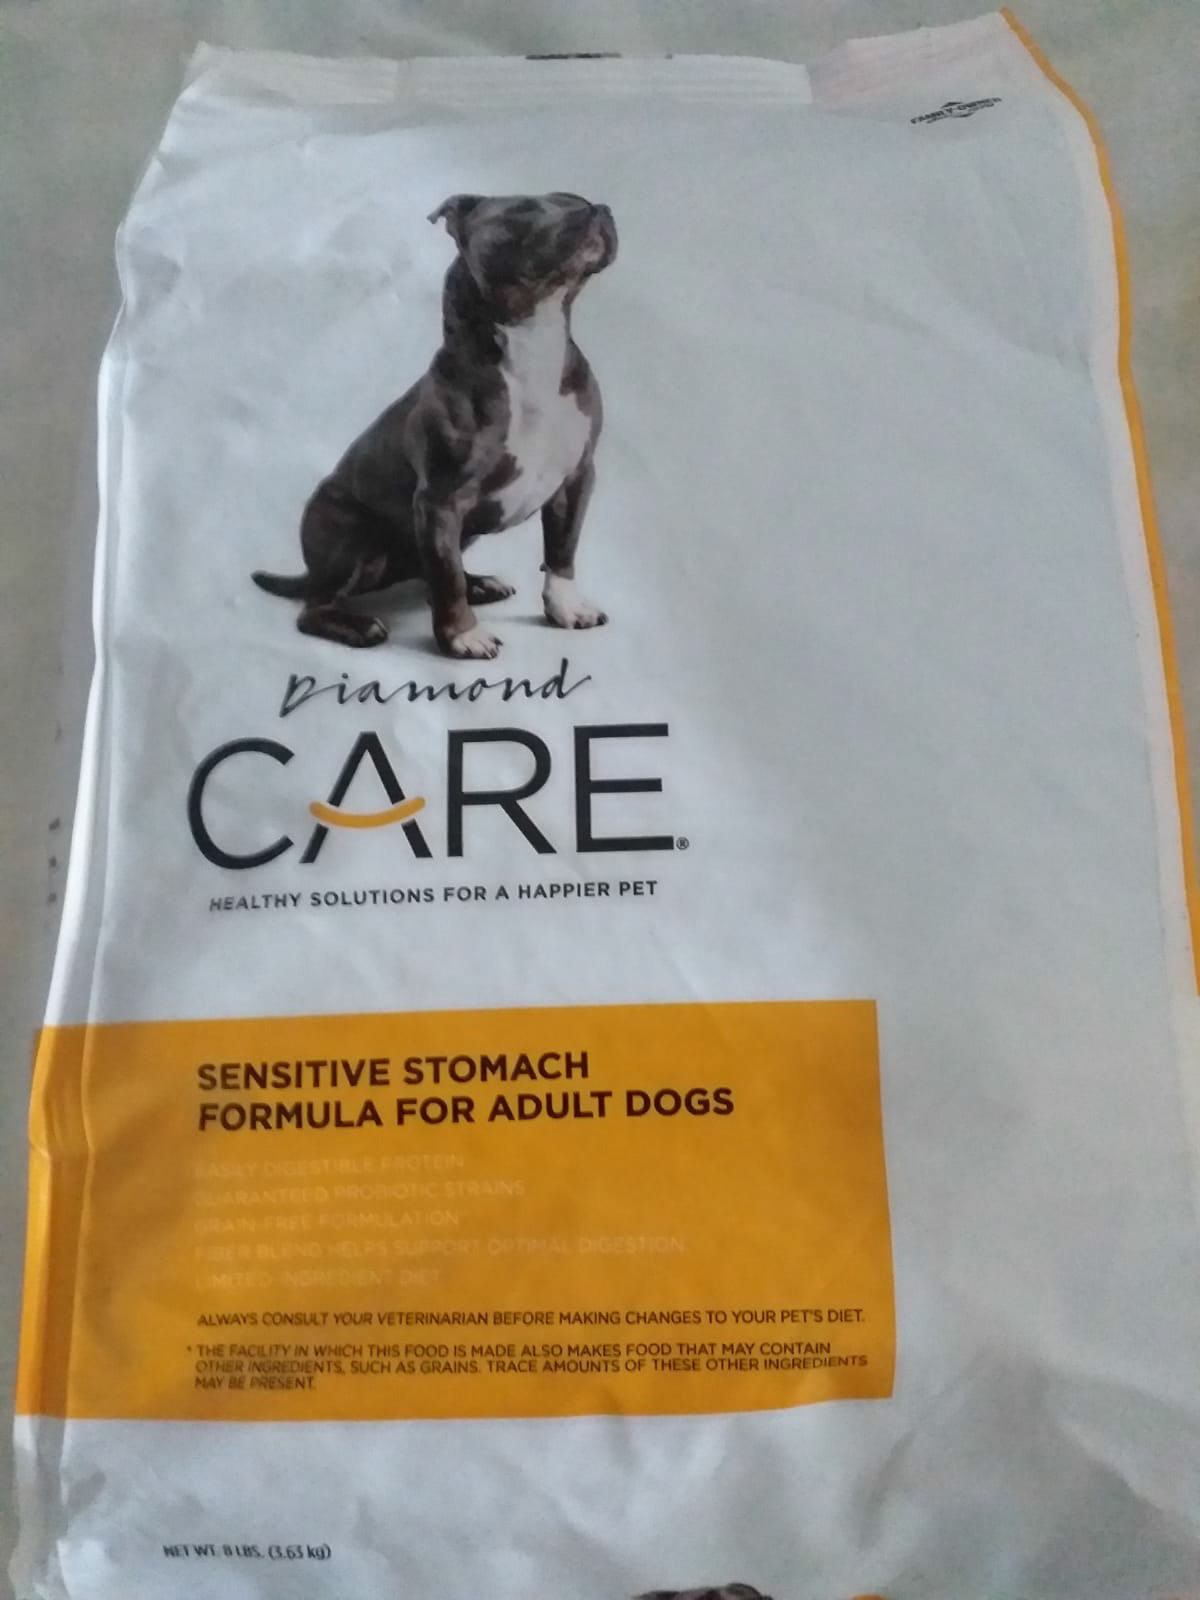 FAMILY-OWNED
Diamond
CARE®
HEALTHY SOLUTIONS FOR A HAPPIER PET
SENSITIVE STOMACH
FORMULA FOR ADULT DOGS
EASILY DIGESTIBLE PROTEIN
GUARANTEED PROBIOTIC STRAINS
GRAIN-FREE FORMULATION*
FIBER BLEND HELPS SUPPORT OPTIMAL DIGESTION
LIMITED INGREDIENT DIET
ALWAYS CONSULT YOUR VETERINARIAN BEFORE MAKING CHANGES TO YOUR PET'S DIET.
* THE FACILITY IN WHICH THIS FOOD IS MADE ALSO MAKES FOOD THAT MAY CONTAIN
OTHER INGREDIENTS, SUCH AS GRAINS. TRACE AMOUNTS OF THESE OTHER INGREDIENTS
MAY BE PRESENT.
NET WT. 8 LBS. (3.63 kg)